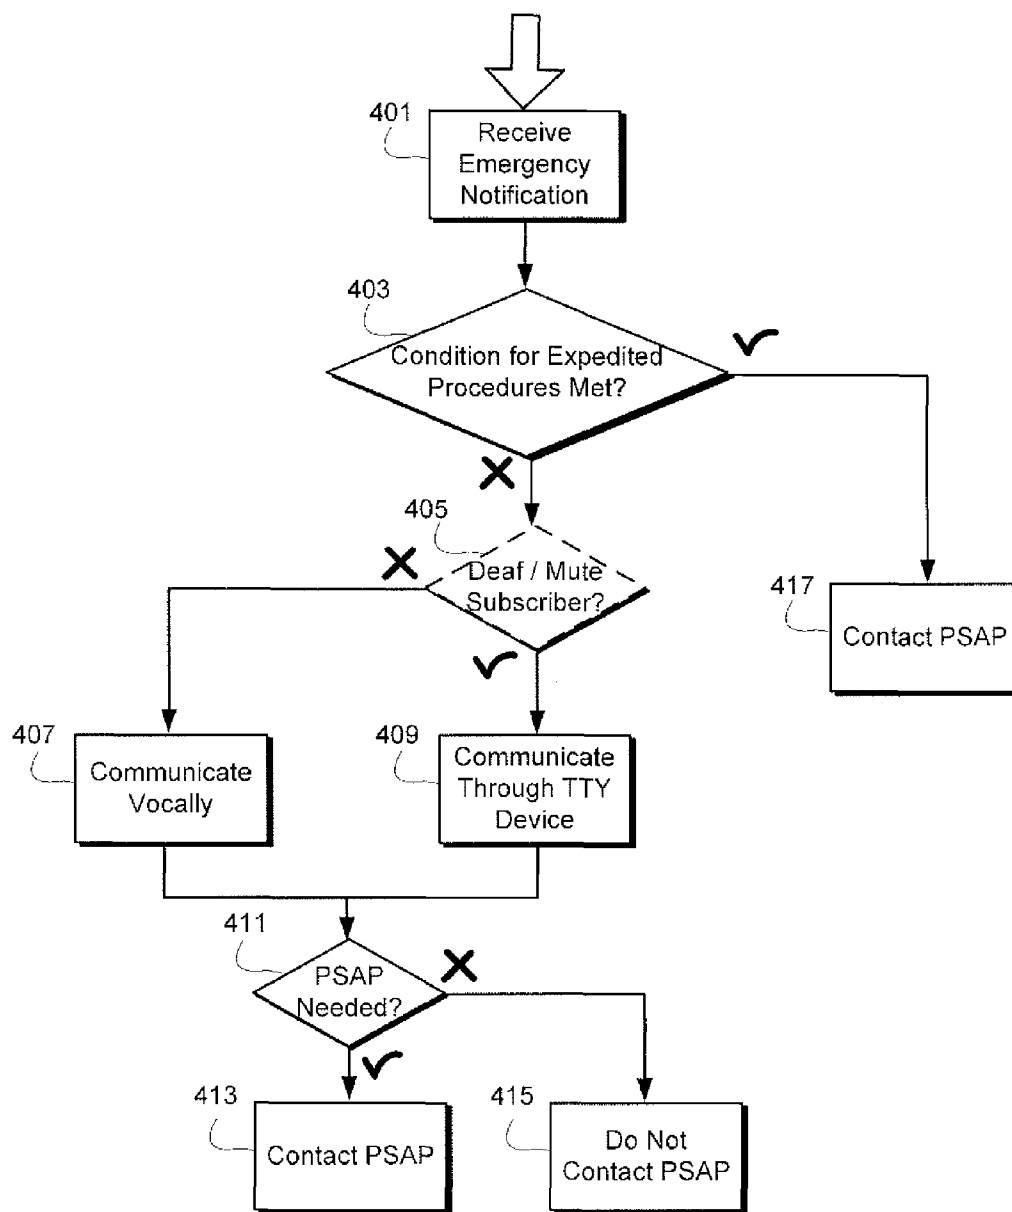 401
Receive
Emergency
Notification
403
Condition for Expedited
Procedures Met?
405
Deaf / Mute
Subscriber?
417
Contact PSAP
407
Communicate
Vocally
409
Communicate
Through TTY
Device
411
PSAP
Needed?
413
Contact PSAP
415
Do Not
Contact PSAP